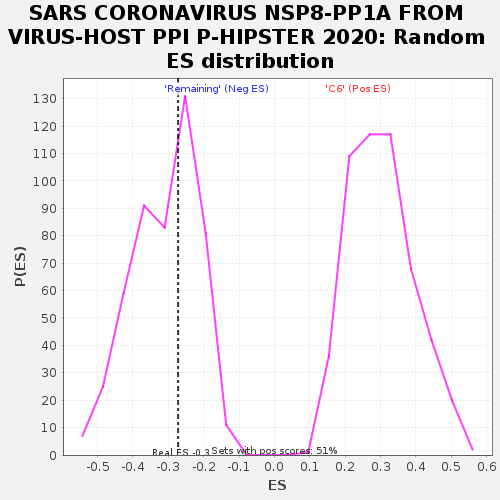 SARS CORONAVIRUS NSP8-PP1A FROM
VIRUS-HOST PPI P-HIPSTER 2020: Random
ES distribution
'Remaining' (Neg ES)
'C6' (Pos ES)
130
120
110
100
90
80
70
60
50
40
30
20
10
0
P(ES)
Real ES -0.3
Sets with pos scores: 51%
-0.5 -0.4 -0.3 -0.2 -0.1 0.0 0.1 0.2 0.3 0.4 0.5 0.6
ES